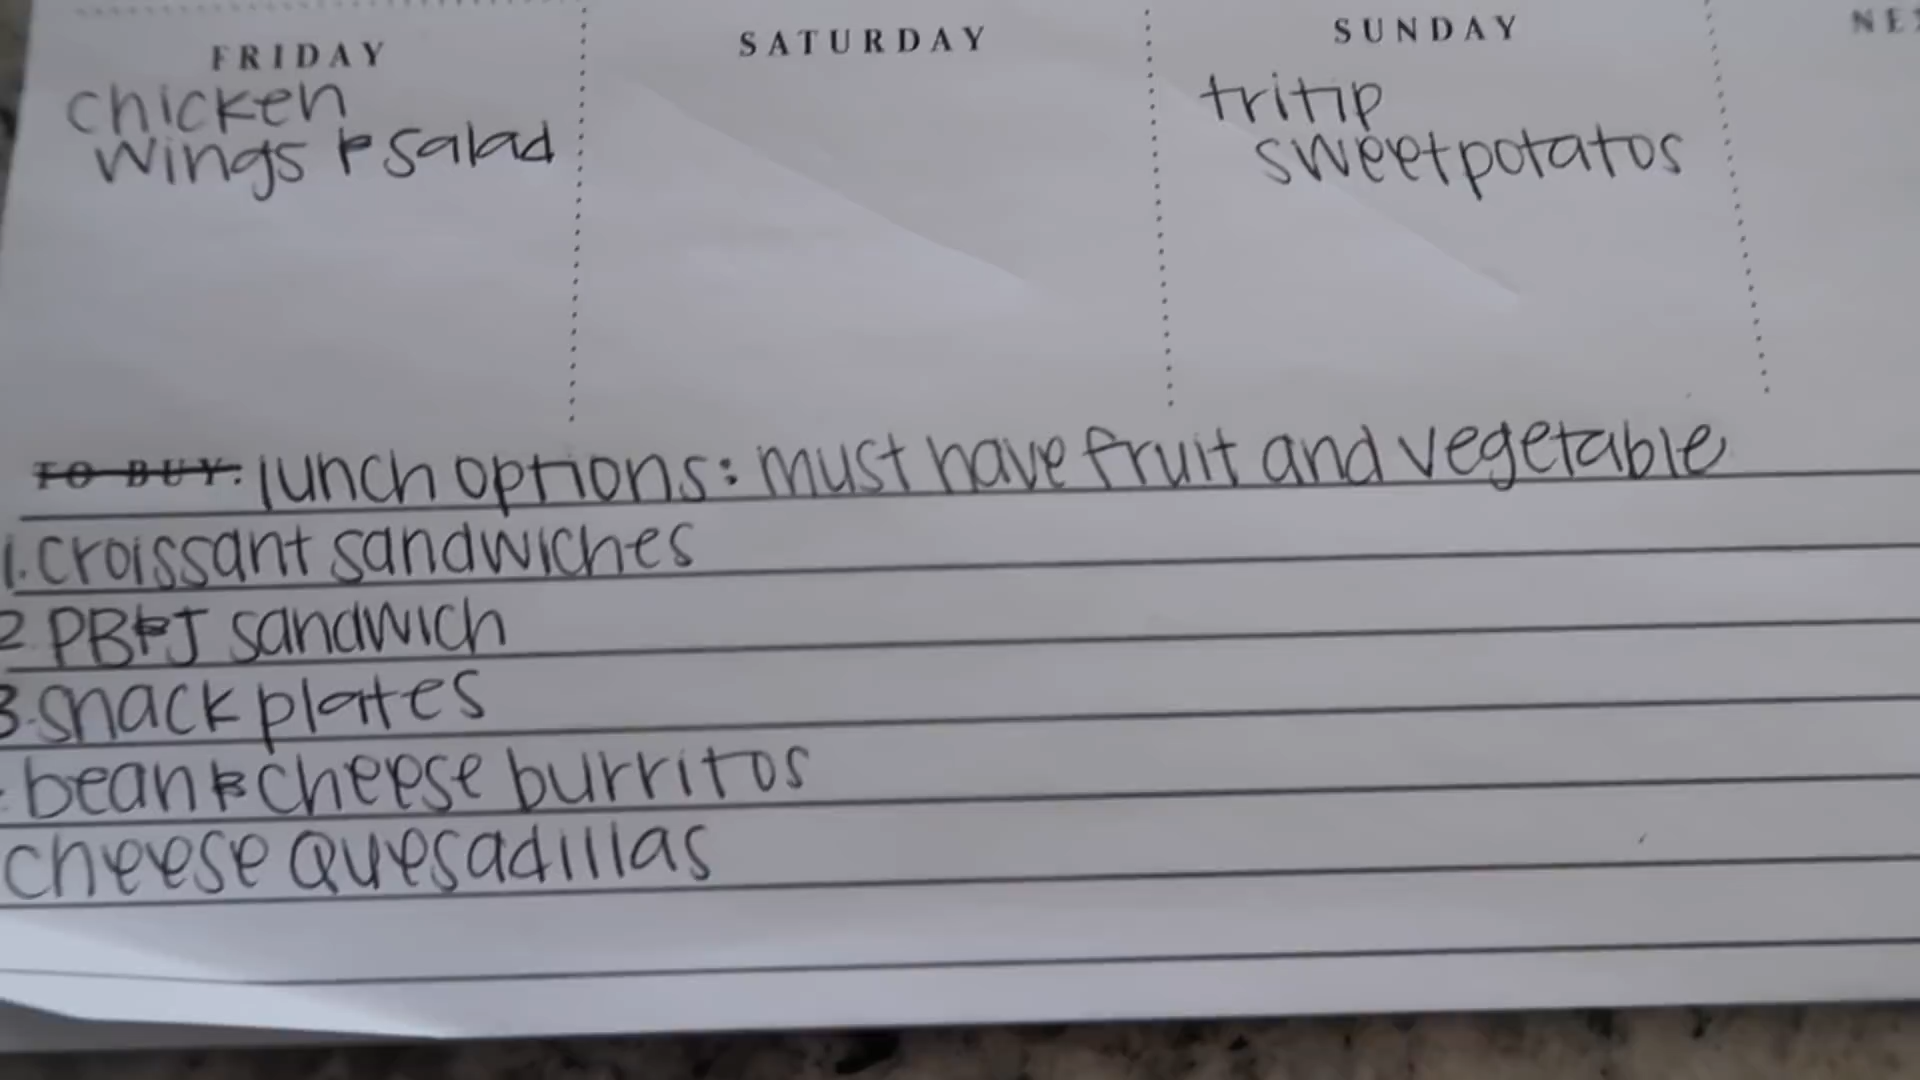 FRIDAY
chicken
wings & salad
SATURDAY
SUNDAY
tritip
sweetpotatos
TO BUY: lunch options: must have fruit and vegetable
1. croissant sandwiches
2 PB&J sandwich
3. snack plates
bean & cheese burritos
cheese quesadillas